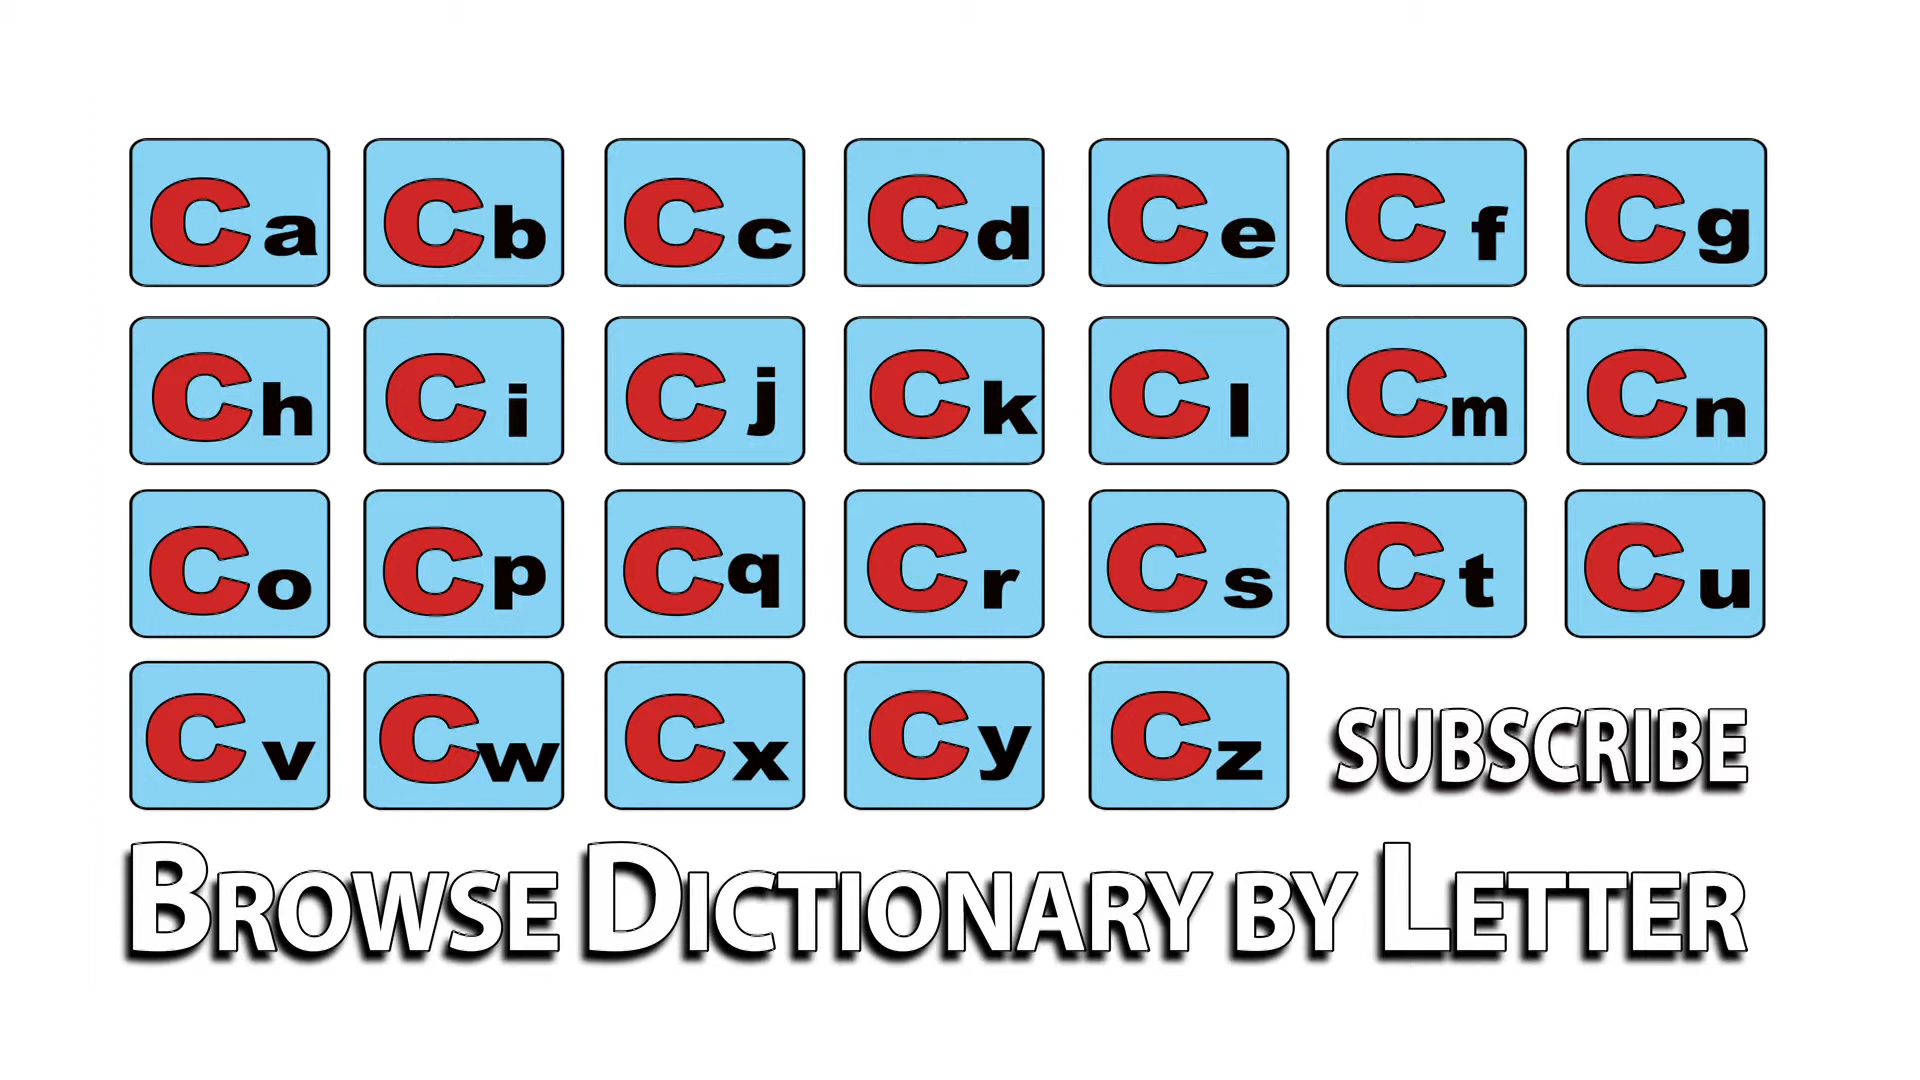 Ca Cb Cc Cd Ce Cf Cg
Ch Ci Cj Ck Cl Cm Cn
Co Cp Cq Cr Cs Ct Cu
Cv Cw Cx Cy Cz SUBSCRIBE
BROWSE DICTIONARY BY LETTER